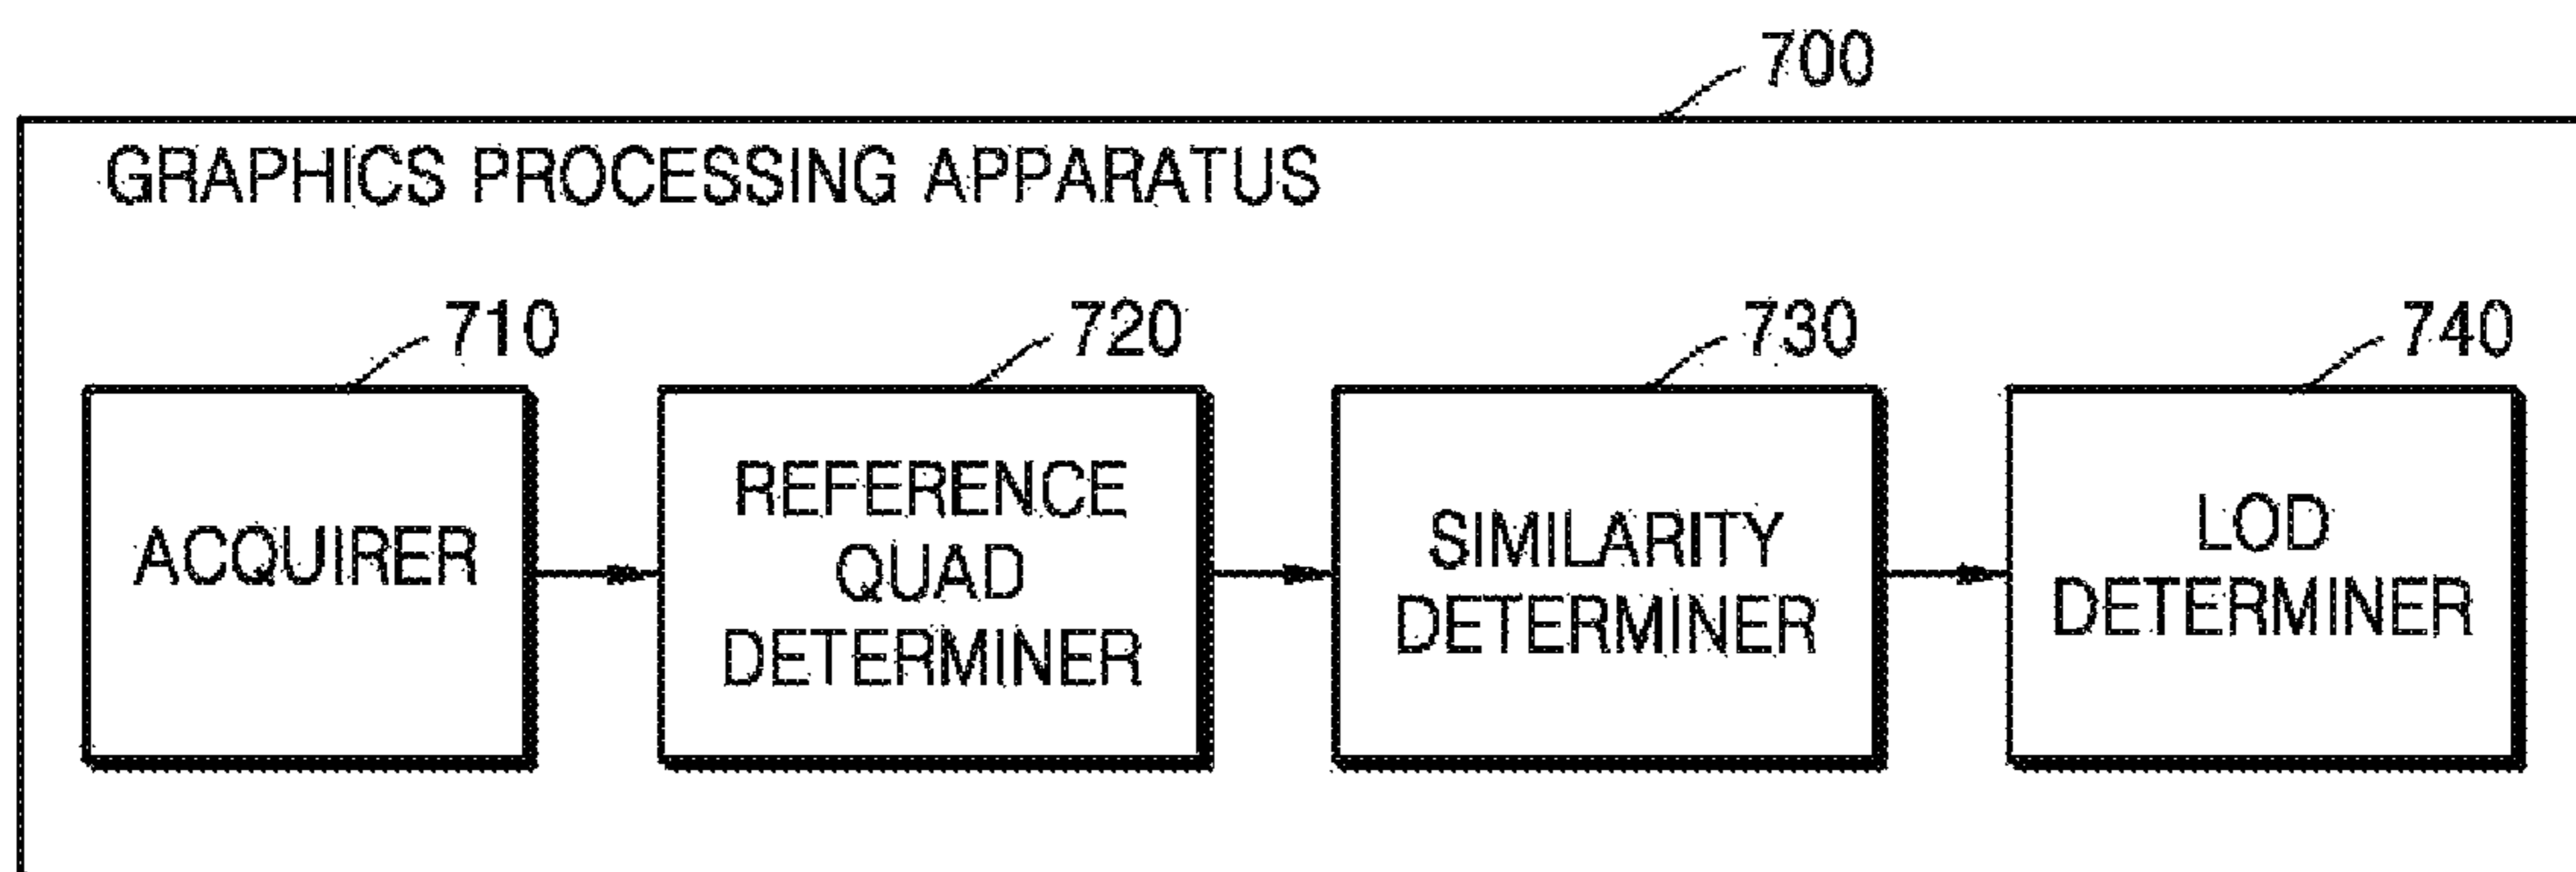 700
GRAPHICS PROCESSING APPARATUS
710
720
730
740
ACQUIRER
REFERENCE
QUAD
DETERMINER
SIMILARITY
DETERMINER
LOD
DETERMINER